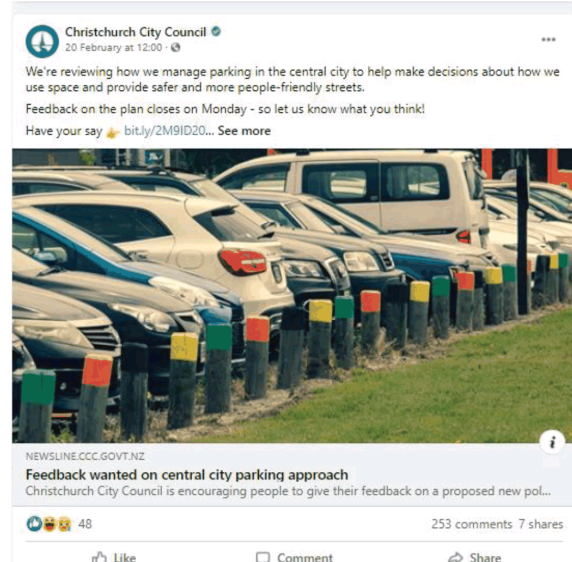 Christchurch City Council
20 February at 12:00 ·
We're reviewing how we manage parking in the central city to help make decisions about how we
use space and provide safer and more people-friendly streets.
Feedback on the plan closes on Monday - so let us know what you think!
Have your say 👉 bit.ly/2M9ID20... See more
NEWSLINE.CCC.GOVT.NZ
Feedback wanted on central city parking approach
Christchurch City Council is encouraging people to give their feedback on a proposed new pol...
48
253 comments 7 shares
Like
Comment
Share